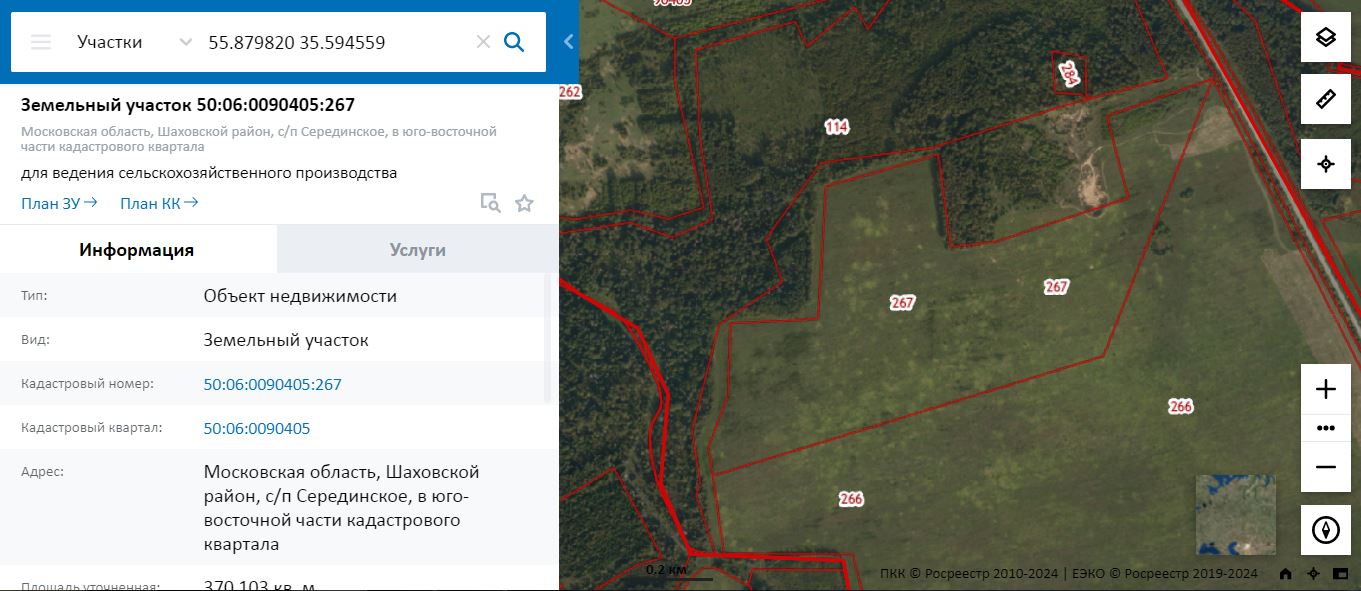 Участки 55.879820 35.594559
Земельный участок 50:06:0090405:267
Московская область, Шаховской район, с/п Серединское, в юго-восточной
части кадастрового квартала
для ведения сельскохозяйственного производства
План ЗУ→ План КК→
Информация Услуги
Тип: Объект недвижимости
Вид: Земельный участок
Кадастровый номер: 50:06:0090405:267
Кадастровый квартал: 50:06:0090405
Адрес: Московская область, Шаховской
район, с/п Серединское, в юго-
восточной части кадастрового
квартала
Площадь уточненная: 370 103 кв. м
90405
262
284
114
267
267
266
266
0.2 км
ПКК © Росреестр 2010-2024 | ЕЭКО © Росреестр 2019-2024